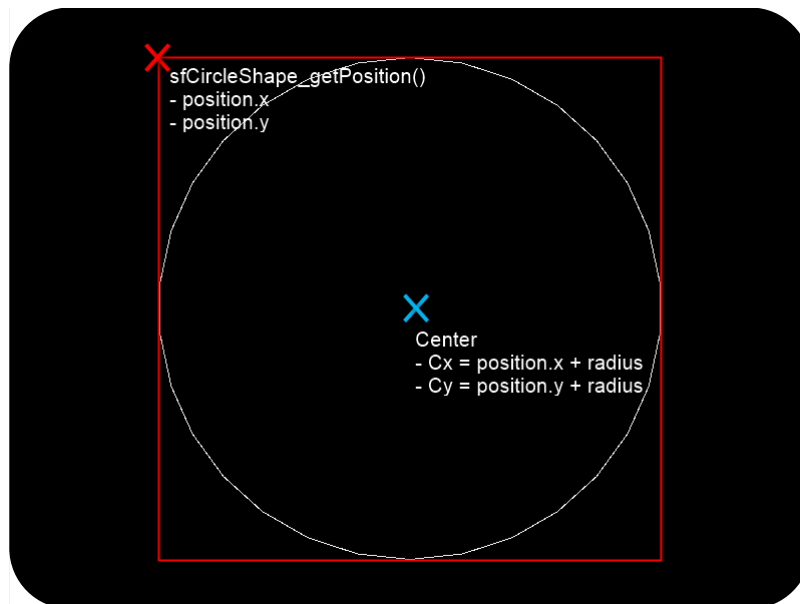 sfCircleShape_getPosition()
- position.x
- position.y
Center
- Cx = position.x + radius
- Cy = position.y + radius